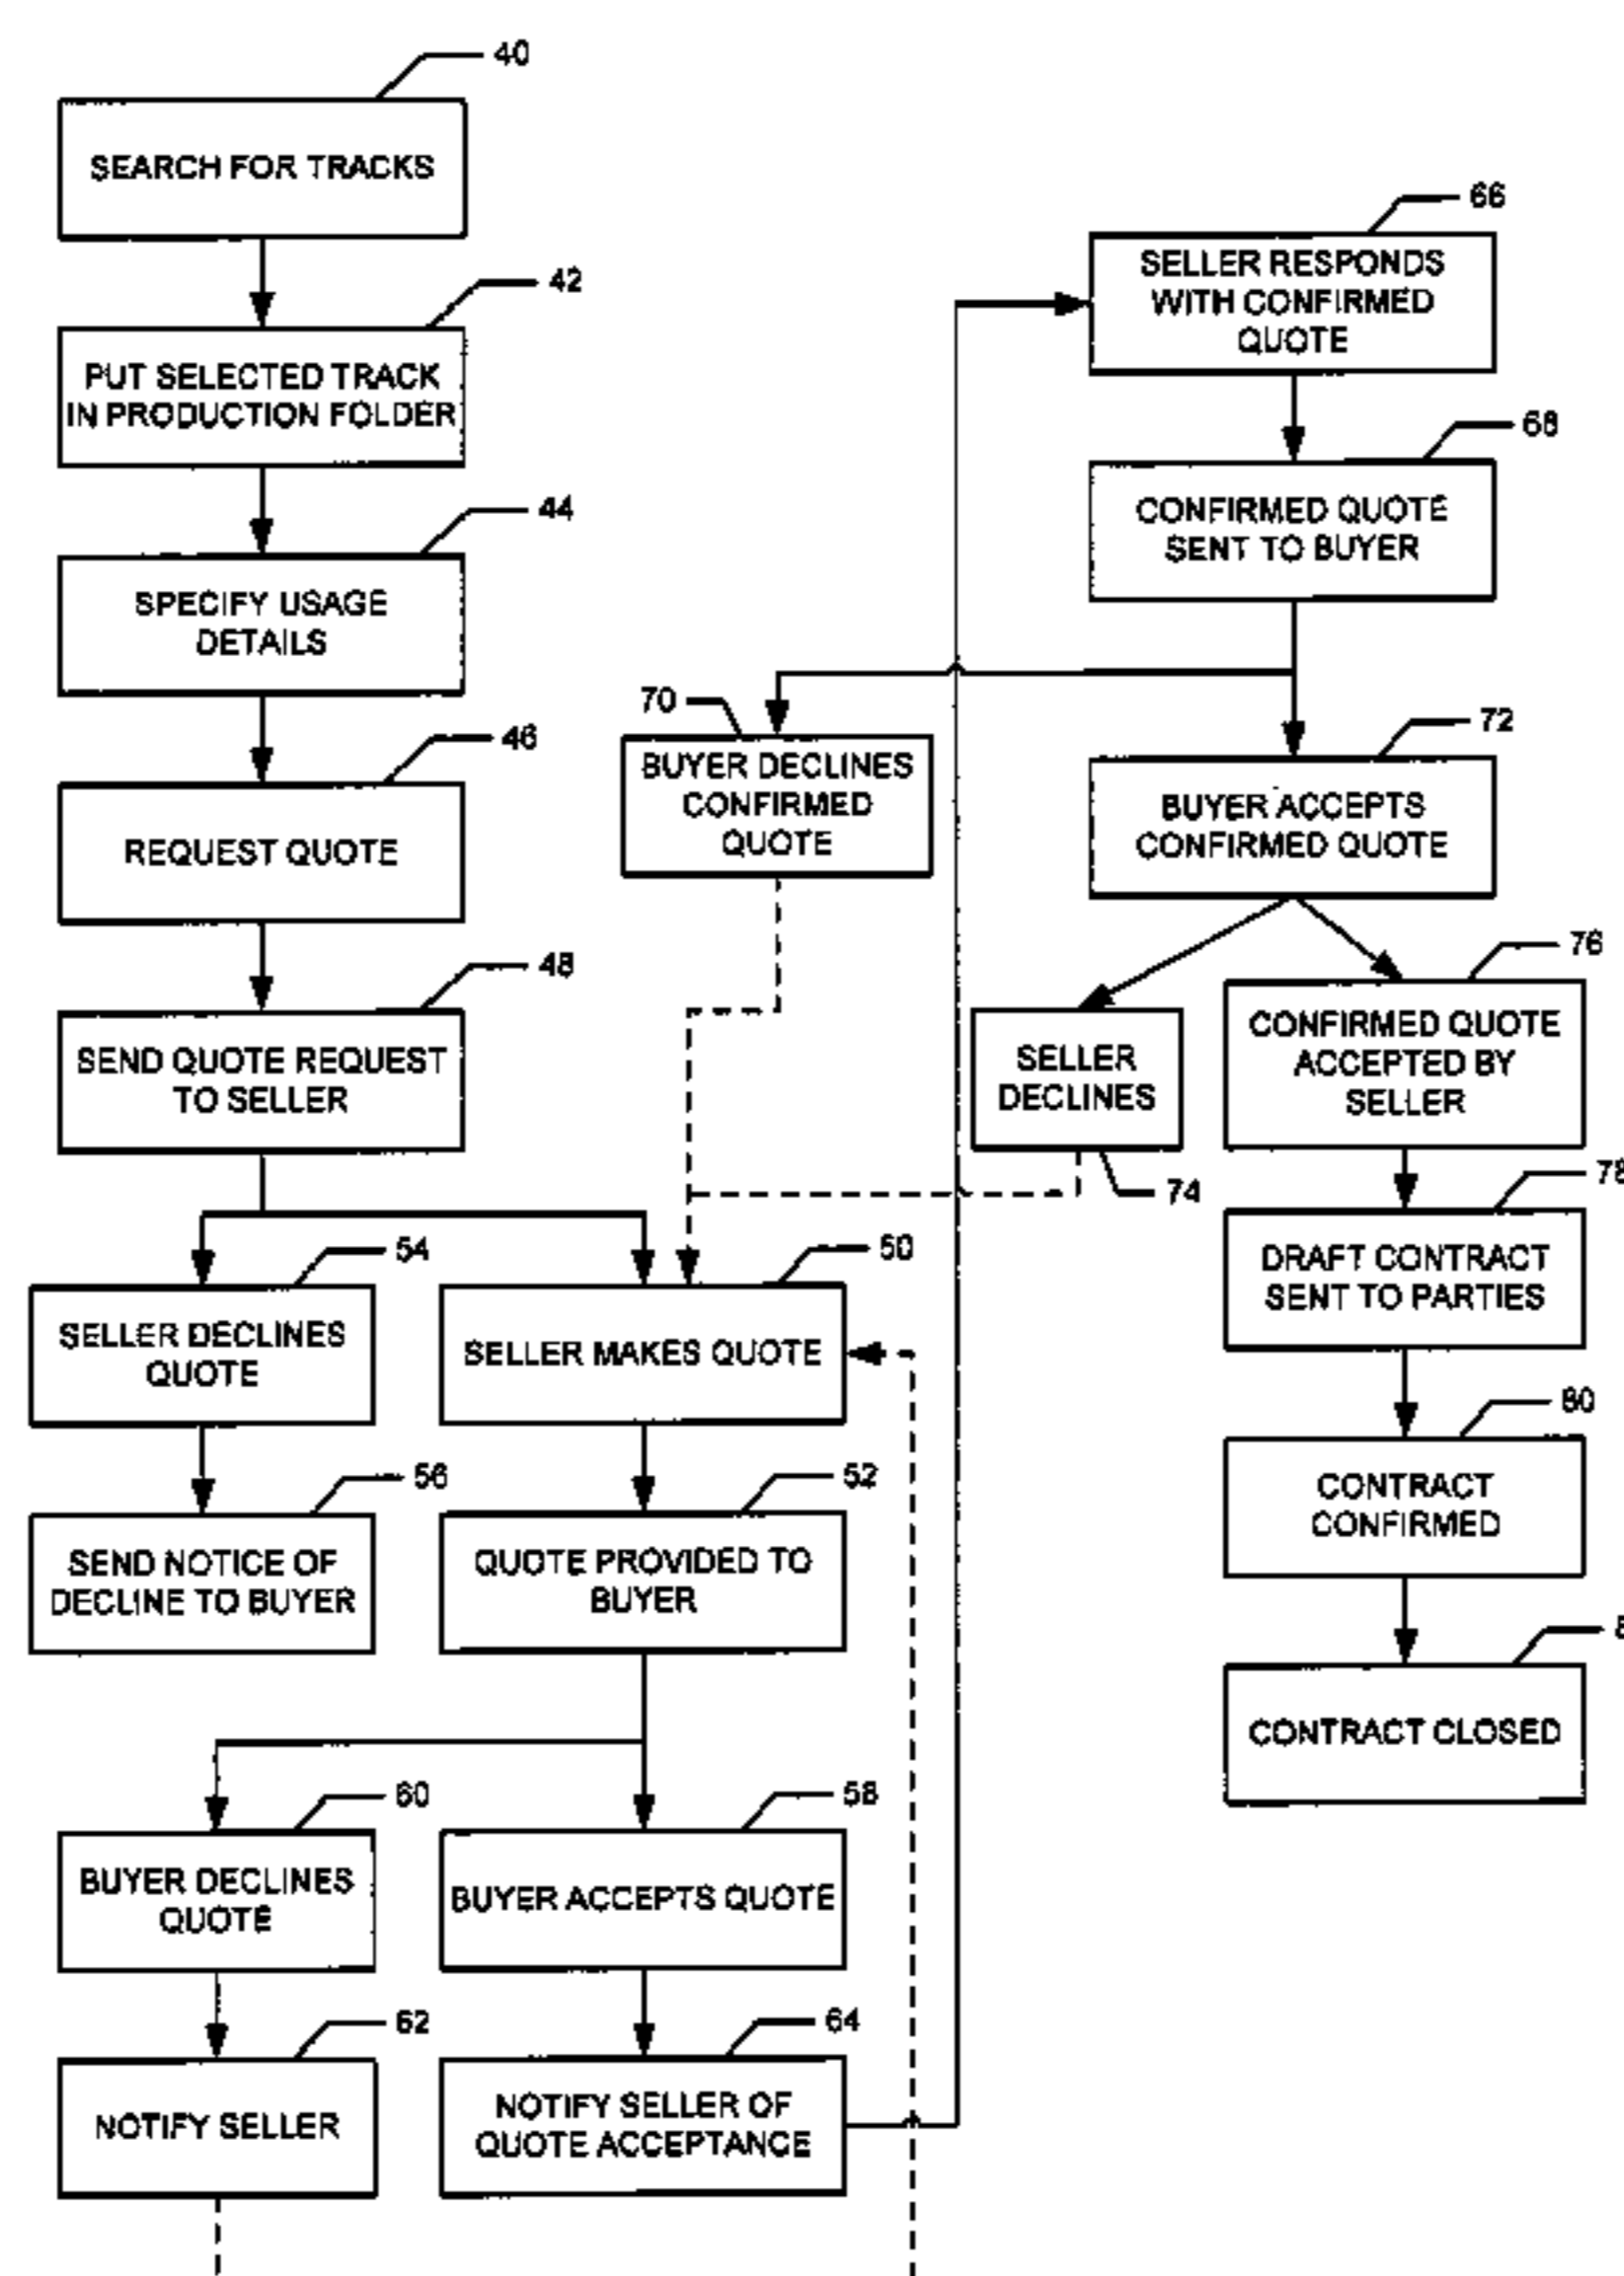 40
SEARCH FOR TRACKS
42
PUT SELECTED TRACK
IN PRODUCTION FOLDER
44
SPECIFY USAGE
DETAILS
46
REQUEST QUOTE
48
SEND QUOTE REQUEST
TO SELLER
54
SELLER DECLINES
QUOTE
50
SELLER MAKES QUOTE
56
SEND NOTICE OF
DECLINE TO BUYER
52
QUOTE PROVIDED TO
BUYER
60
BUYER DECLINES
QUOTE
58
BUYER ACCEPTS QUOTE
62
NOTIFY SELLER
64
NOTIFY SELLER OF
QUOTE ACCEPTANCE
66
SELLER RESPONDS
WITH CONFIRMED
QUOTE
68
CONFIRMED QUOTE
SENT TO BUYER
70
BUYER DECLINES
CONFIRMED
QUOTE
72
BUYER ACCEPTS
CONFIRMED QUOTE
SELLER
DECLINES
74
76
CONFIRMED QUOTE
ACCEPTED BY
SELLER
78
DRAFT CONTRACT
SENT TO PARTIES
80
CONTRACT
CONFIRMED
CONTRACT CLOSED